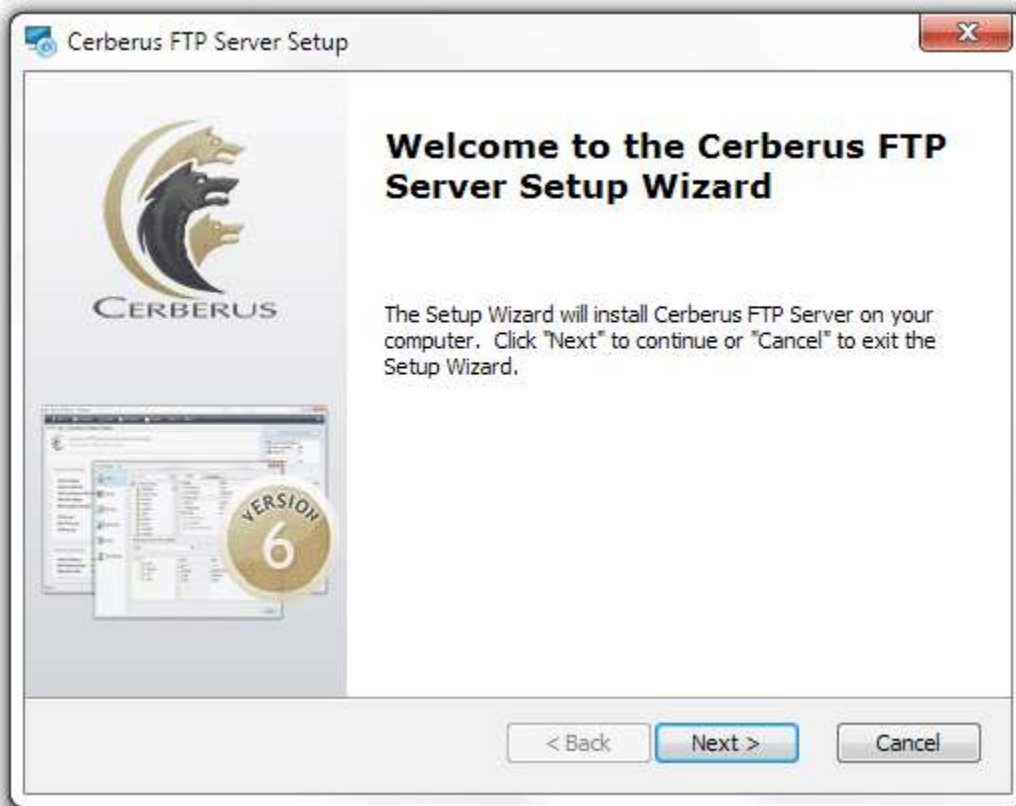 Cerberus FTP Server Setup
CERBERUS
VERSION
6
Welcome to the Cerberus FTP
Server Setup Wizard
The Setup Wizard will install Cerberus FTP Server on your
computer.  Click "Next" to continue or "Cancel" to exit the
Setup Wizard.
< Back
Next >
Cancel